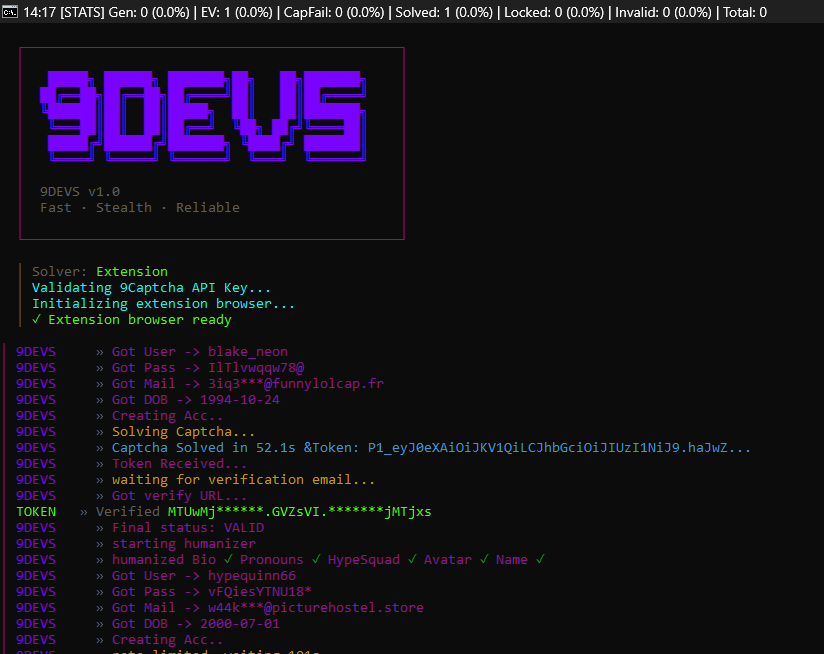 14:17 [STATS] Gen: 0 (0.0%) | EV: 1 (0.0%) | CapFail: 0 (0.0%) | Solved: 1 (0.0%) | Locked: 0 (0.0%) | Invalid: 0 (0.0%) | Total: 0
9DEVS
9DEVS v1.0
Fast · Stealth · Reliable
Solver: Extension
Validating 9Captcha API Key...
Initializing extension browser...
✓ Extension browser ready
9DEVS » Got User -> blake_neon
9DEVS » Got Pass -> IlTlvwqqw78@
9DEVS » Got Mail -> 3iq3***@funnylolcap.fr
9DEVS » Got DOB -> 1994-10-24
9DEVS » Creating Acc..
9DEVS » Solving Captcha...
9DEVS » Captcha Solved in 52.1s &Token: P1_eyJ0eXAiOiJKV1QiLCJhbGciOiJIUzI1NiJ9.haJwZ...
9DEVS » Token Received...
9DEVS » waiting for verification email...
9DEVS » Got verify URL...
TOKEN » Verified MTUwMj******.GVZsVI.*******jMTjxs
9DEVS » Final status: VALID
9DEVS » starting humanizer
9DEVS » humanized Bio ✓ Pronouns ✓ HypeSquad ✓ Avatar ✓ Name ✓
9DEVS » Got User -> hypequinn66
9DEVS » Got Pass -> vFQiesYTNU18*
9DEVS » Got Mail -> w44k***@picturehostel.store
9DEVS » Got DOB -> 2000-07-01
9DEVS » Creating Acc..
9DEVS » rate limited, waiting 101s